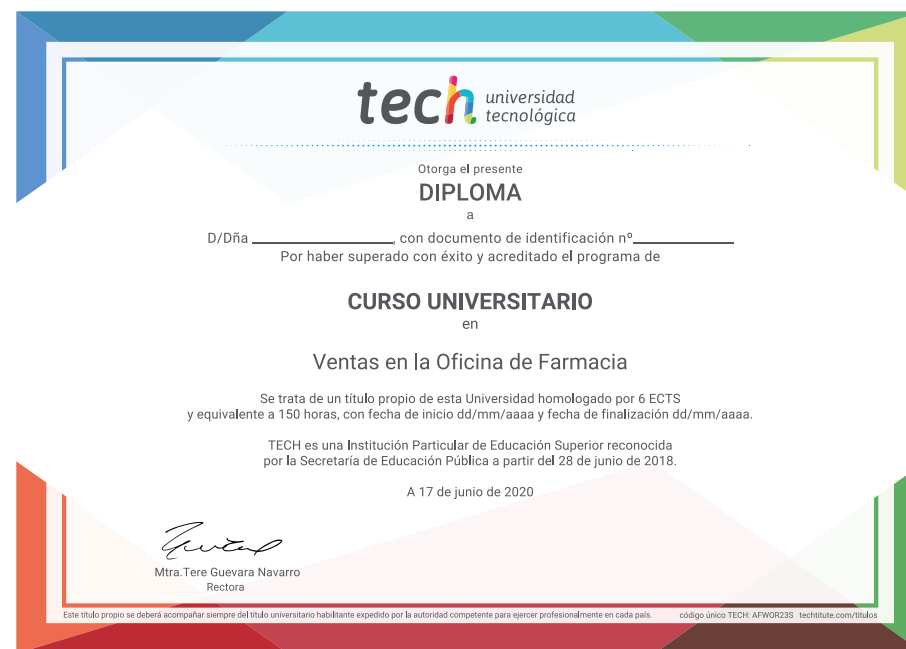 tech universidad
tecnológica
Otorga el presente
DIPLOMA
a
D/Dña ____________________, con documento de identificación nº______________
Por haber superado con éxito y acreditado el programa de
CURSO UNIVERSITARIO
en
Ventas en la Oficina de Farmacia
Se trata de un título propio de esta Universidad homologado por 6 ECTS
y equivalente a 150 horas, con fecha de inicio dd/mm/aaaa y fecha de finalización dd/mm/aaaa.
TECH es una Institución Particular de Educación Superior reconocida
por la Secretaría de Educación Pública a partir del 28 de junio de 2018.
A 17 de junio de 2020
Mtra.Tere Guevara Navarro
Rectora
Este título propio se deberá acompañar siempre del título universitario habilitante expedido por la autoridad competente para ejercer profesionalmente en cada país. código único TECH: AFWOR23S techtitute.com/titulos